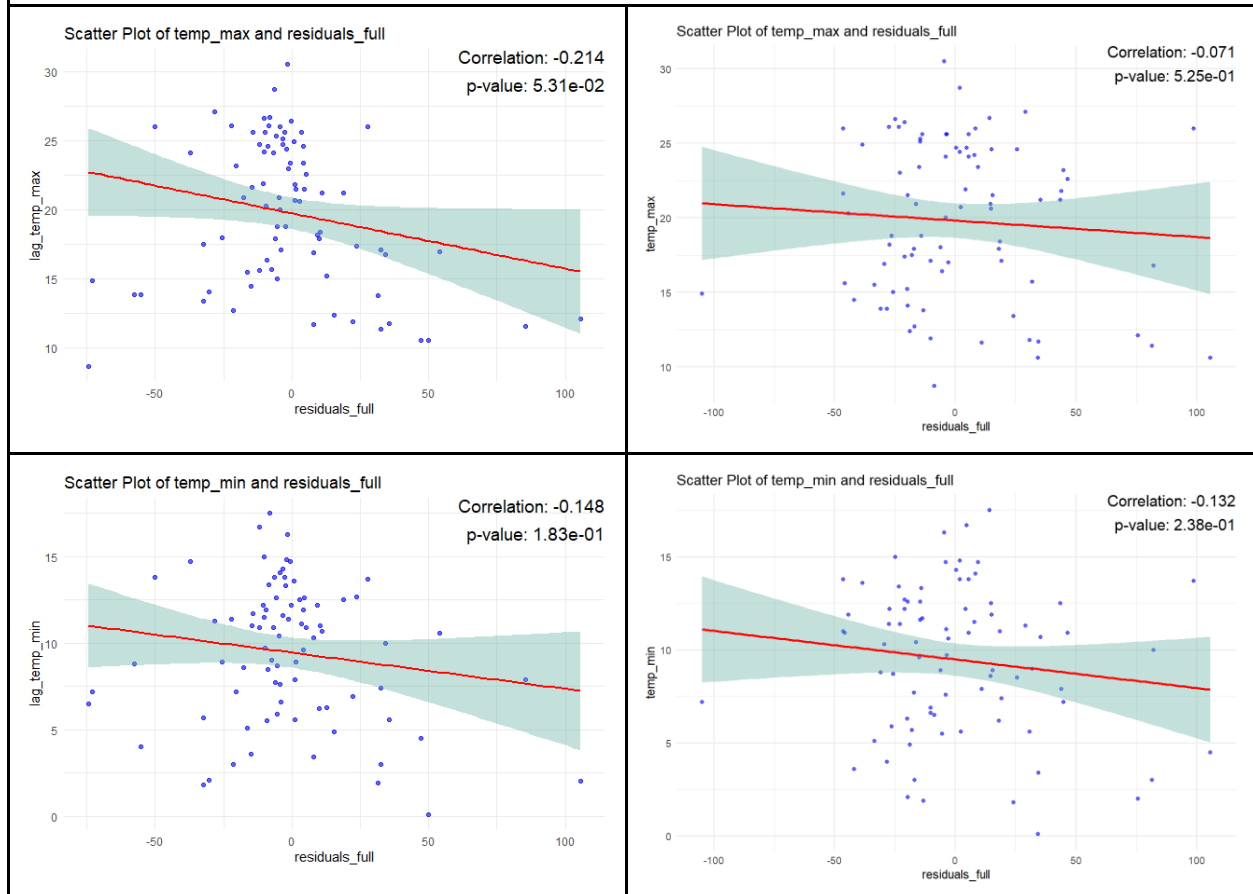 Scatter Plot of temp_max and residuals_full
Correlation: -0.214
p-value: 5.31e-02
30
25
20
15
10
lag_temp_max
-50
0
50
100
residuals_full
Scatter Plot of temp_max and residuals_full
Correlation: -0.071
p-value: 5.25e-01
30
25
20
15
10
temp_max
-100
-50
0
50
100
residuals_full
Scatter Plot of temp_min and residuals_full
Correlation: -0.148
p-value: 1.83e-01
15
10
5
0
lag_temp_min
-50
0
50
100
residuals_full
Scatter Plot of temp_min and residuals_full
Correlation: -0.132
p-value: 2.38e-01
15
10
5
0
temp_min
-100
-50
0
50
100
residuals_full